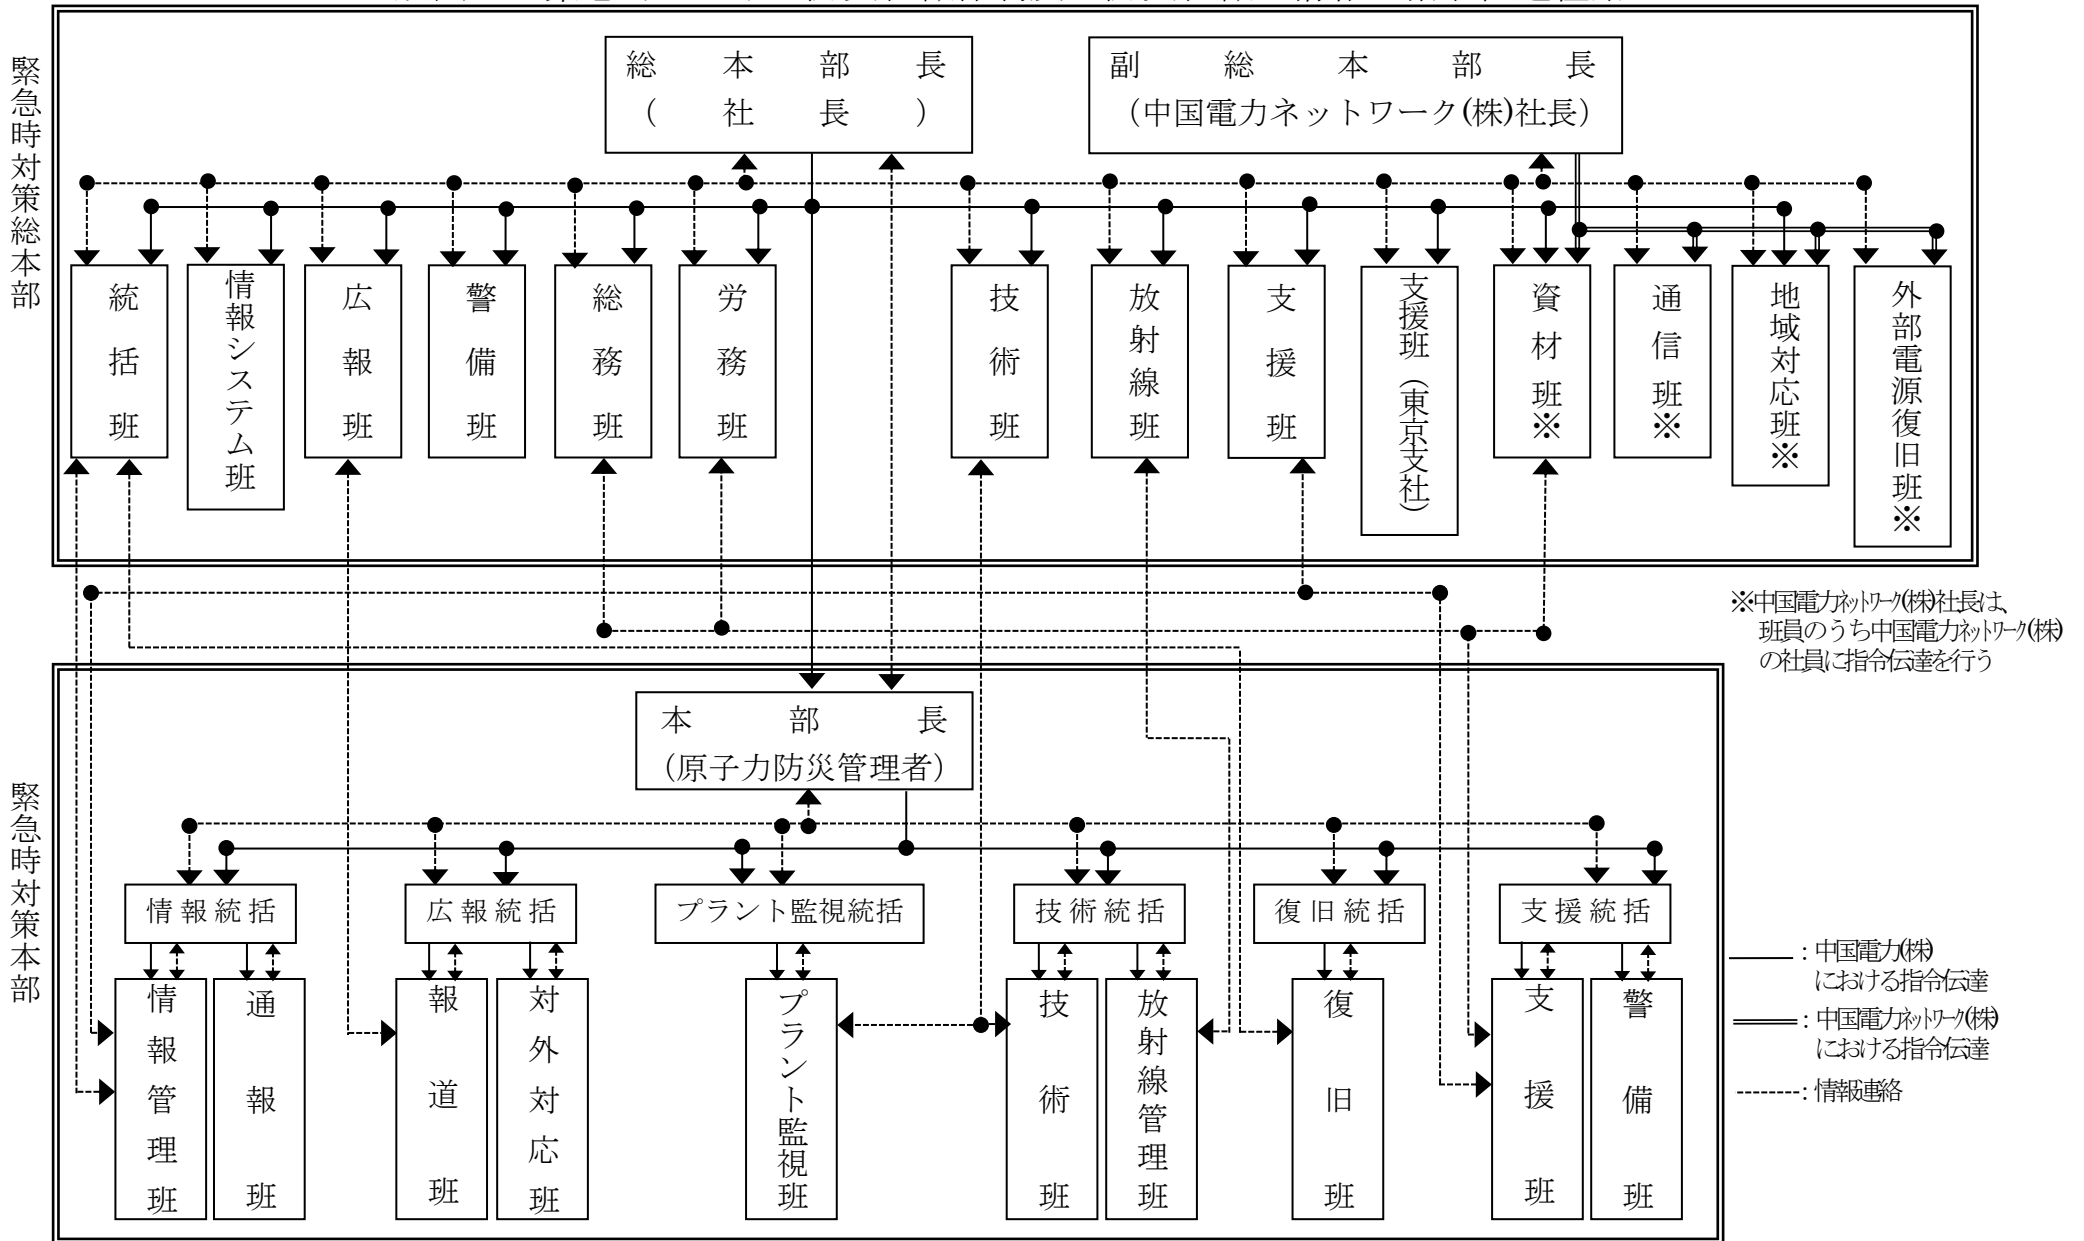 緊急時対策総本部
総本部長
（社長）
副総本部長
（中国電力ネットワーク(株)社長）
統括班
情報システム班
広報班
警備班
総務班
労務班
技術班
放射線班
支援班
支援班（東京支社）
資材班※
通信班※
地域対応班※
外部電源復旧班※
※中国電力ネットワーク(株)社長は、
班員のうち中国電力ネットワーク(株)
の社員に指令伝達を行う
緊急時対策本部
本部長
（原子力防災管理者）
情報統括
広報統括
プラント監視統括
技術統括
復旧統括
支援統括
情報管理班
通報班
報道班
対外対応班
プラント監視班
技術班
放射線管理班
復旧班
支援班
警備班
：中国電力(株)
における指令伝達
：中国電力ネットワーク(株)
における指令伝達
：情報連絡